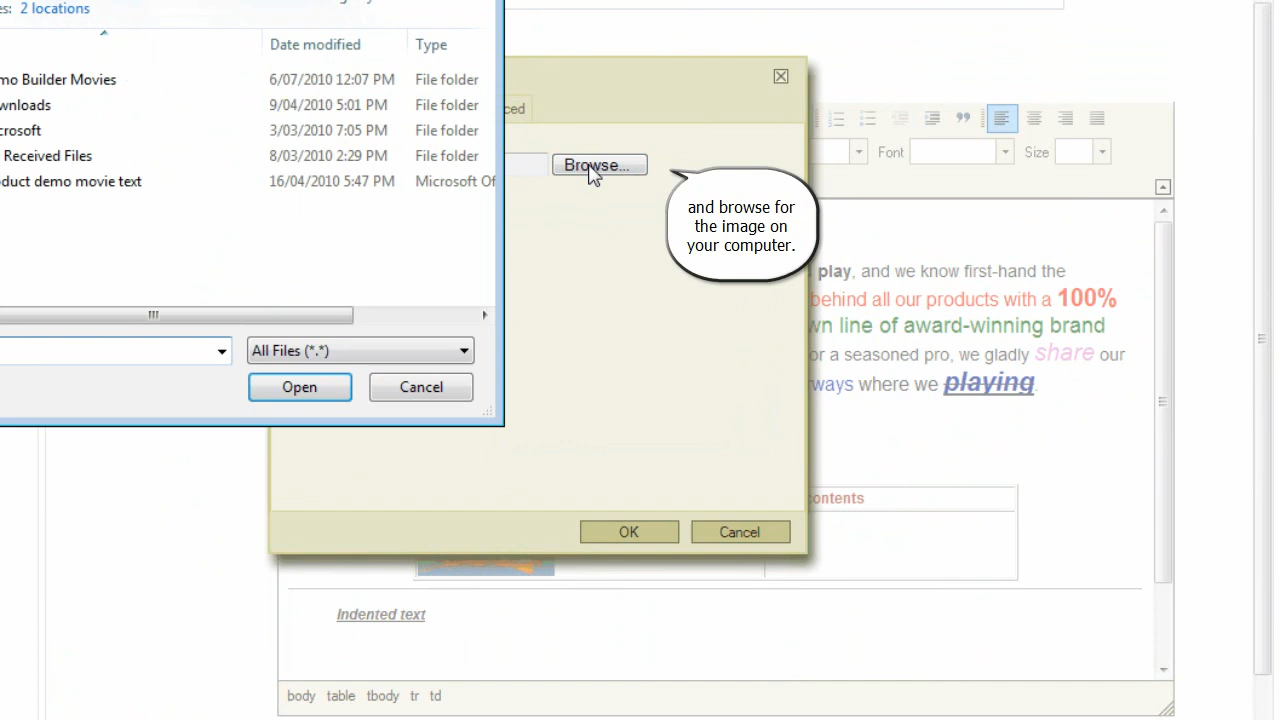 es: 2 locations
Date modified Type
mo Builder Movies 6/07/2010 12:07 PM File folder
wnloads 9/04/2010 5:01 PM File folder
crosoft 3/03/2010 7:05 PM File folder
Received Files 8/03/2010 2:29 PM File folder
duct demo movie text 16/04/2010 5:47 PM Microsoft Of
All Files (*.*)
Open Cancel
ced
Browse...
and browse for
the image on
your computer.
OK Cancel
Font Size
play, and we know first-hand the
behind all our products with a 100%
wn line of award-winning brand
or a seasoned pro, we gladly share our
ways where we playing.
contents
Indented text
body table tbody tr td